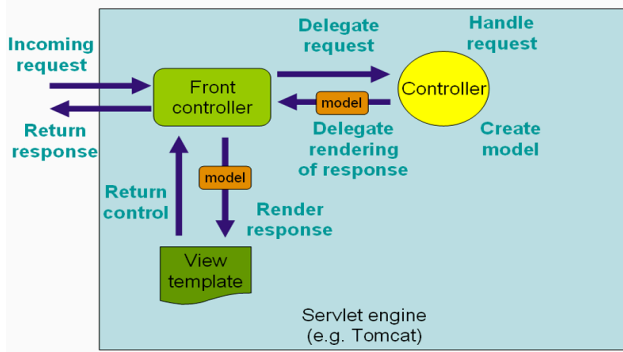 Incoming
request
Return
response
Front
controller
Delegate
request
model
Delegate
rendering
of response
Controller
Handle
request
Create
model
Return
control
model
Render
response
View
template
Servlet engine
(e.g. Tomcat)